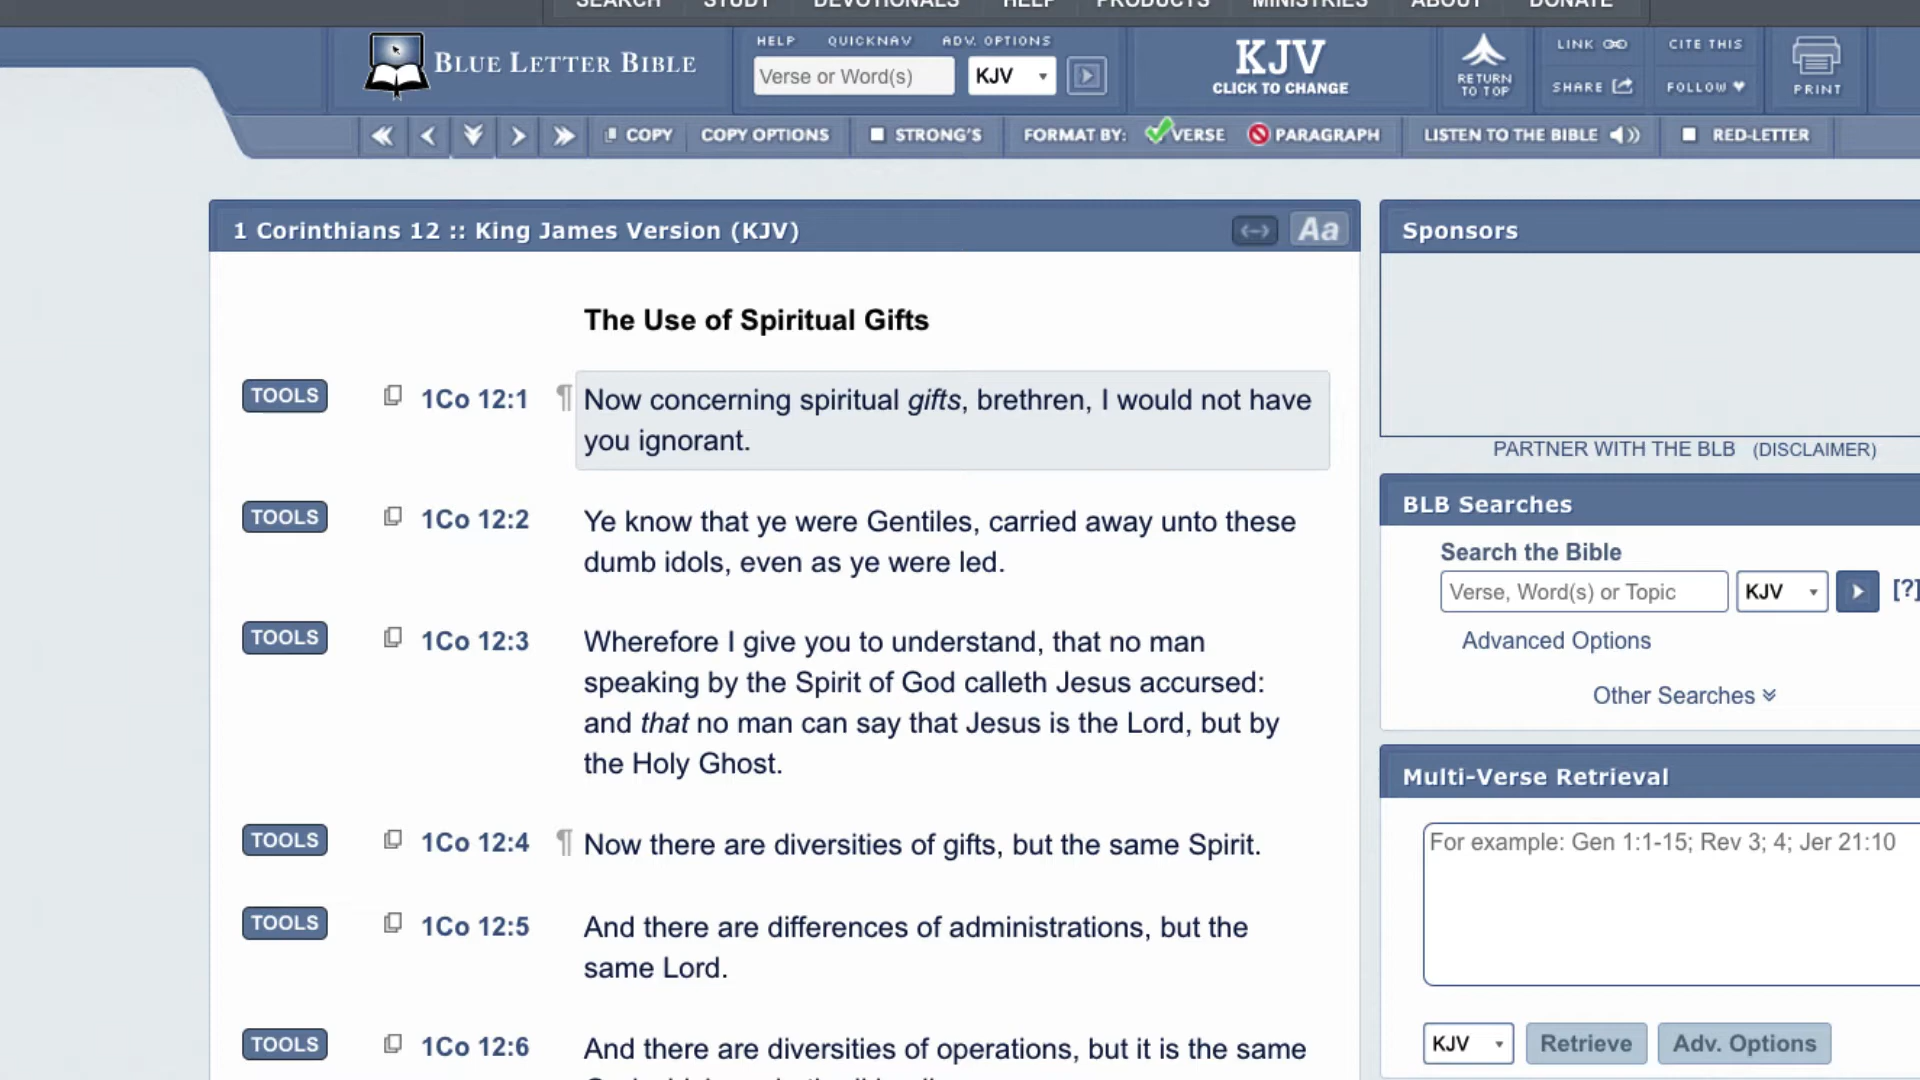 SEARCH STUDY DEVOTIONALS HELP PRODUCTS MINISTRIES ABOUT DONATE
BLUE LETTER BIBLE
HELP QUICKNAV ADV. OPTIONS
Verse or Word(s) KJV
KJV
CLICK TO CHANGE
RETURN
TO TOP
LINK
SHARE
CITE THIS
FOLLOW
PRINT
COPY COPY OPTIONS STRONG'S FORMAT BY: VERSE PARAGRAPH LISTEN TO THE BIBLE RED-LETTER
1 Corinthians 12 :: King James Version (KJV) Aa
The Use of Spiritual Gifts
TOOLS 1Co 12:1 ¶ Now concerning spiritual gifts, brethren, I would not have
you ignorant.
TOOLS 1Co 12:2 Ye know that ye were Gentiles, carried away unto these
dumb idols, even as ye were led.
TOOLS 1Co 12:3 Wherefore I give you to understand, that no man
speaking by the Spirit of God calleth Jesus accursed:
and that no man can say that Jesus is the Lord, but by
the Holy Ghost.
TOOLS 1Co 12:4 ¶ Now there are diversities of gifts, but the same Spirit.
TOOLS 1Co 12:5 And there are differences of administrations, but the
same Lord.
TOOLS 1Co 12:6 And there are diversities of operations, but it is the same
Sponsors
PARTNER WITH THE BLB (DISCLAIMER)
BLB Searches
Search the Bible
Verse, Word(s) or Topic KJV [?]
Advanced Options
Other Searches
Multi-Verse Retrieval
For example: Gen 1:1-15; Rev 3; 4; Jer 21:10
KJV Retrieve Adv. Options